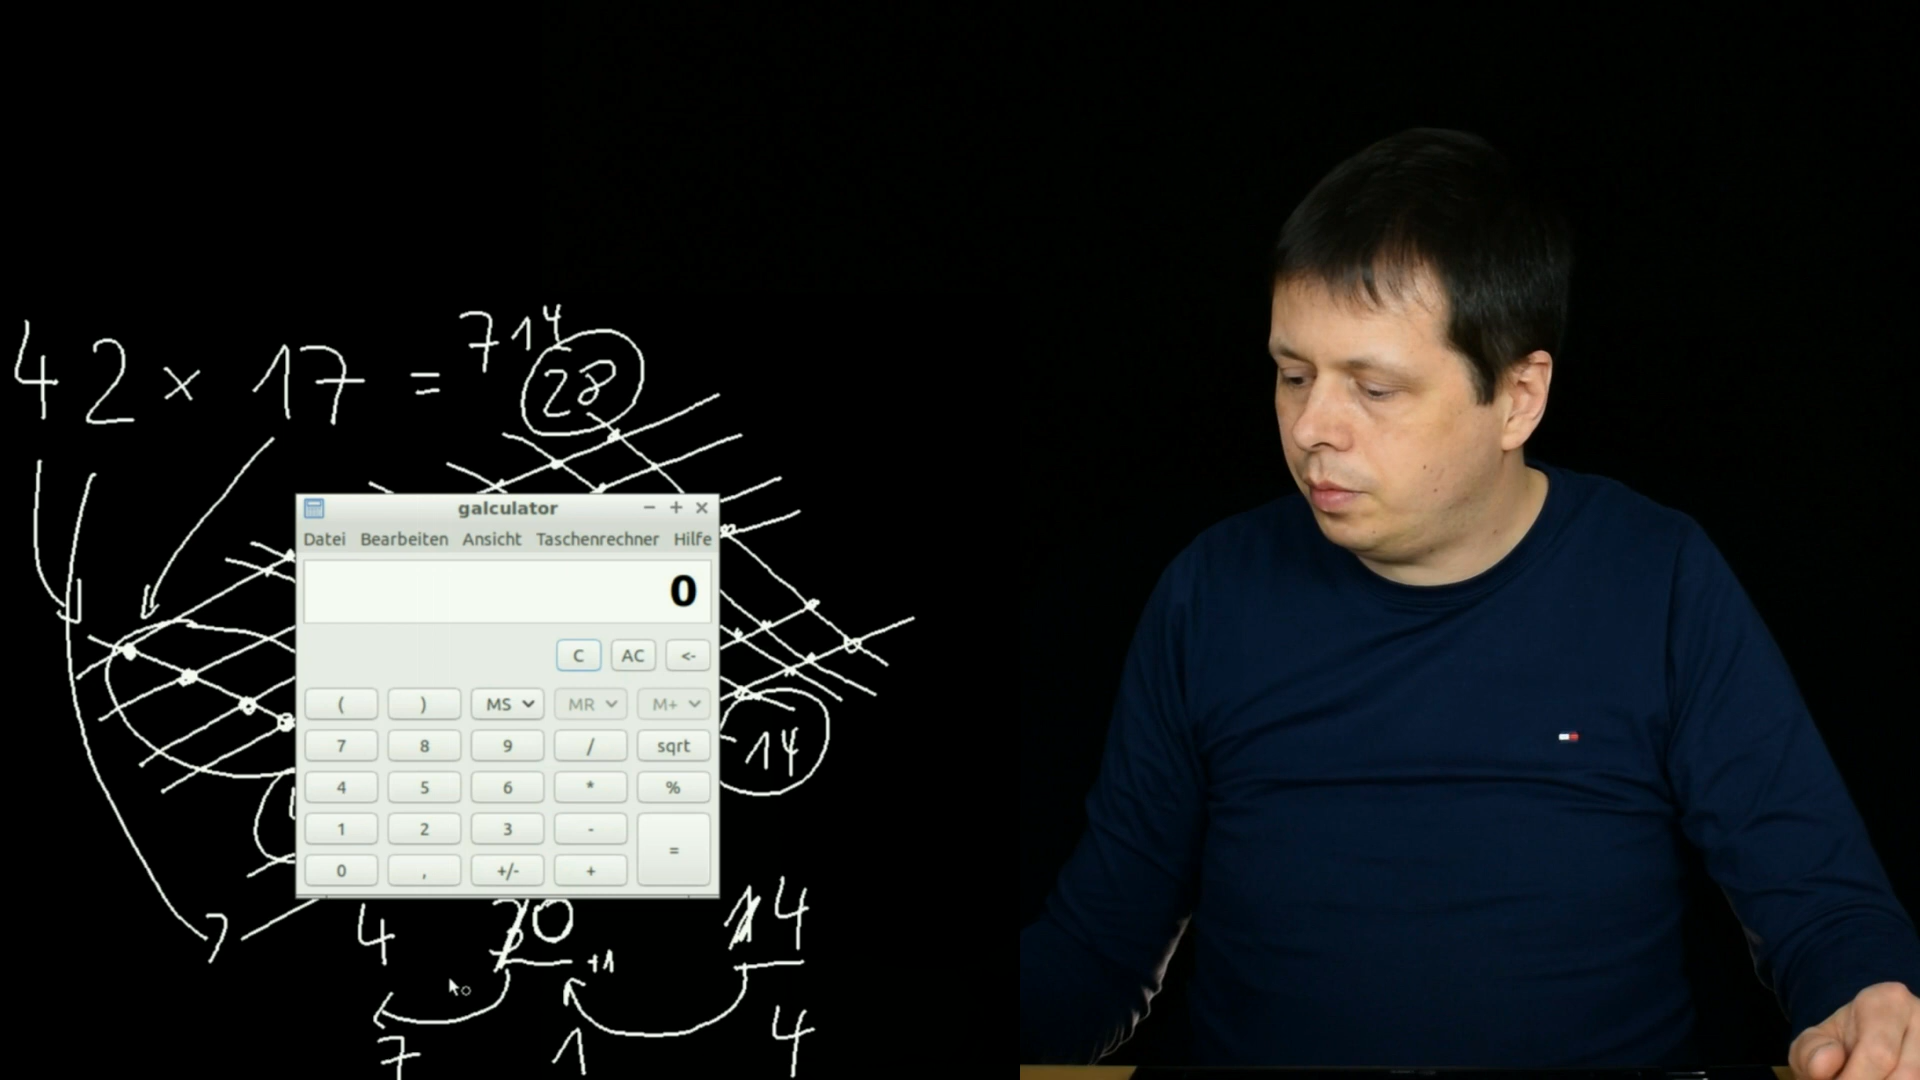 714
42 × 17 =
28
galculator
Datei Bearbeiten Ansicht Taschenrechner Hilfe
0
C AC <-
( ) MS MR M+
7 8 9 / sqrt
4 5 6 * %
1 2 3 -
0 , +/- + =
14
4 30 14
+1
7 1 4